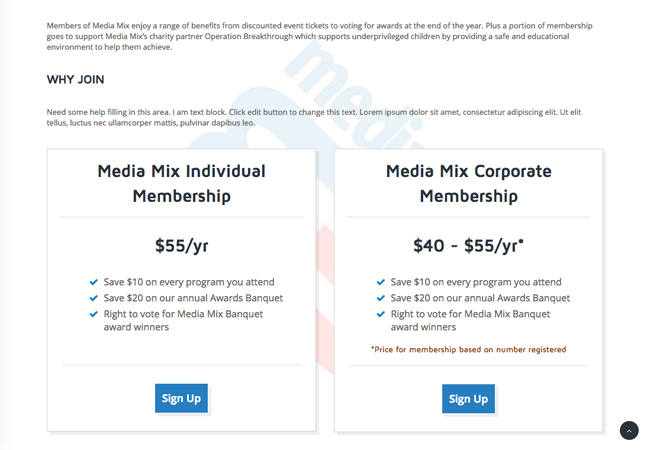 Members of Media Mix enjoy a range of benefits from discounted event tickets to voting for awards at the end of the year. Plus a portion of membership
goes to support Media Mix's charity partner Operation Breakthrough which supports underprivileged children by providing a safe and educational
environment to help them achieve.
WHY JOIN
Need some help filling in this area. I am text block. Click edit button to change this text. Lorem ipsum dolor sit amet, consectetur adipiscing elit. Ut elit
tellus, luctus nec ullamcorper mattis, pulvinar dapibus leo.
Media Mix Individual
Membership
$55/yr
Save $10 on every program you attend
Save $20 on our annual Awards Banquet
Right to vote for Media Mix Banquet
award winners
Sign Up
Media Mix Corporate
Membership
$40 - $55/yr*
Save $10 on every program you attend
Save $20 on our annual Awards Banquet
Right to vote for Media Mix Banquet
award winners
*Price for membership based on number registered
Sign Up